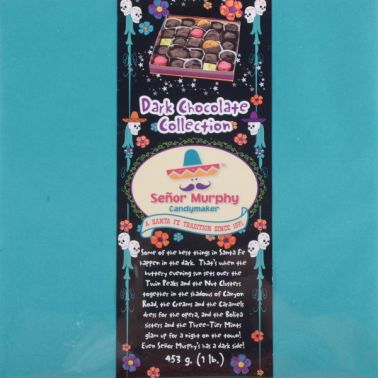 Dark Chocolate
Collection
Señor Murphy
Candymaker
A SANTA FE TRADITION SINCE 1971
Some of the best things in Santa Fe
happen in the dark. That's when the
buttery evening sun sets over the
Twin Peaks and the Nut Clusters
together in the shadows of Canyon
Road, the Creams and the Caramels
dress for the opera, and the Bolita
sisters and the Three-Tier Mints
glam up for a night on the town!
Even Señor Murphy's has a dark side!
453 g. (1 lb.)